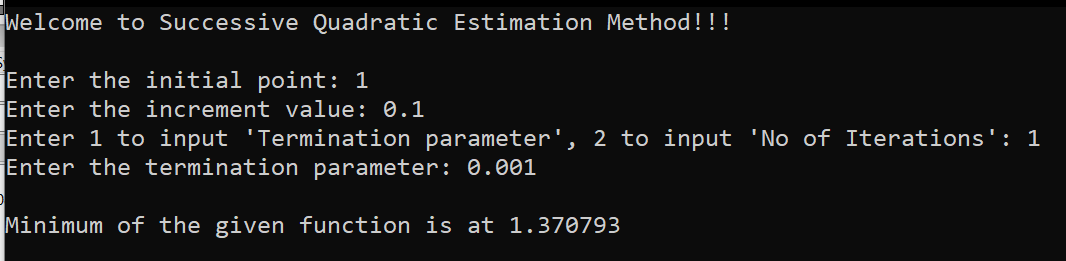 Welcome to Successive Quadratic Estimation Method!!!
Enter the initial point: 1
Enter the increment value: 0.1
Enter 1 to input 'Termination parameter', 2 to input 'No of Iterations': 1
Enter the termination parameter: 0.001
Minimum of the given function is at 1.370793